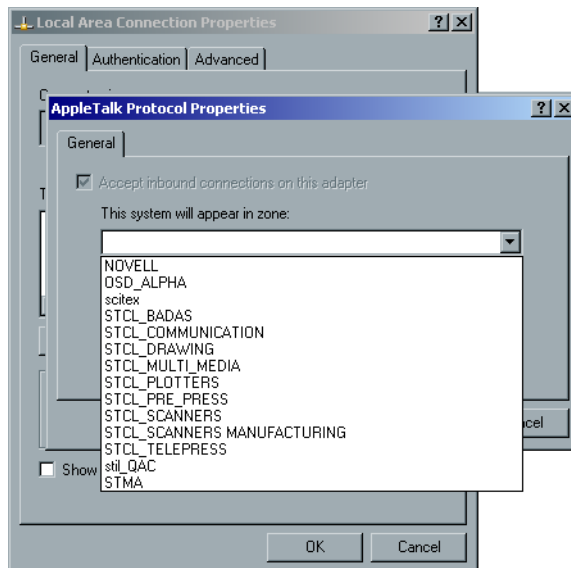 Local Area Connection Properties
General Authentication Advanced
AppleTalk Protocol Properties
General
Accept inbound connections on this adapter
This system will appear in zone:
NOVELL
OSD_ALPHA
scitex
STCL_BADAS
STCL_COMMUNICATION
STCL_DRAWING
STCL_MULTI_MEDIA
STCL_PLOTTERS
STCL_PRE_PRESS
STCL_SCANNERS
STCL_SCANNERS MANUFACTURING
STCL_TELEPRESS
stil_QAC
STMA
Show
OK Cancel